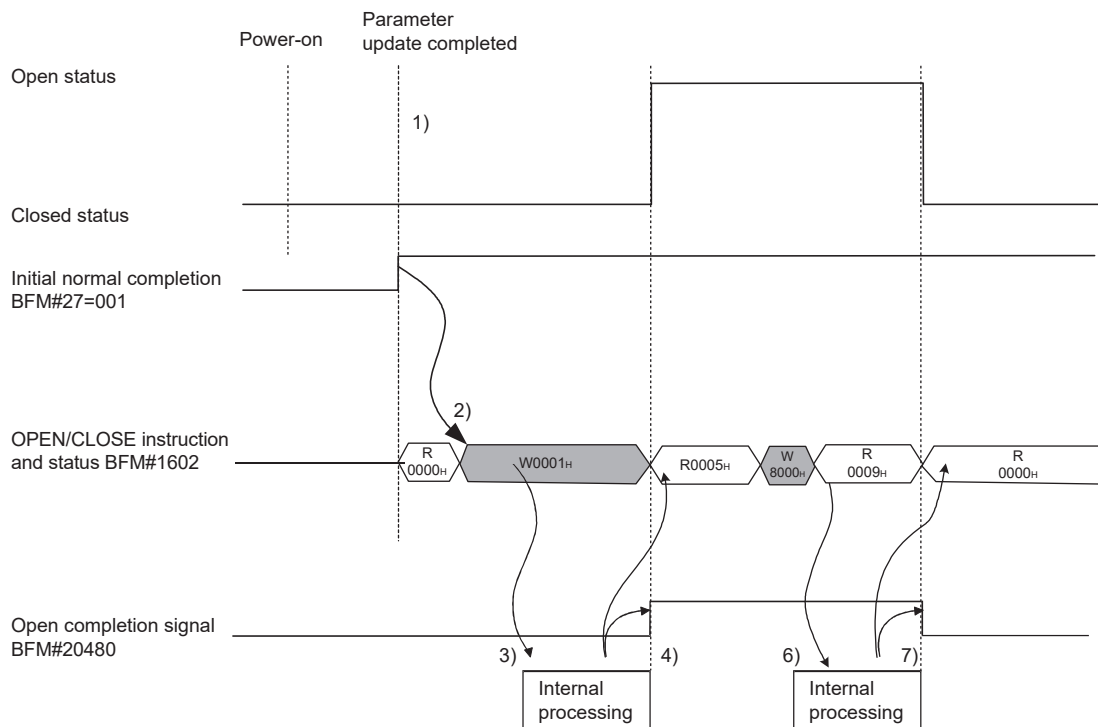 Power-on
Parameter
update completed
Open status
1)
Closed status
Initial normal completion
BFM#27=001
2)
OPEN/CLOSE instruction
and status BFM#1602
R
0000H
W0001H
R0005H
W
8000H
R
0009H
R
0000H
Open completion signal
BFM#20480
3)
4)
6)
7)
Internal
processing
Internal
processing